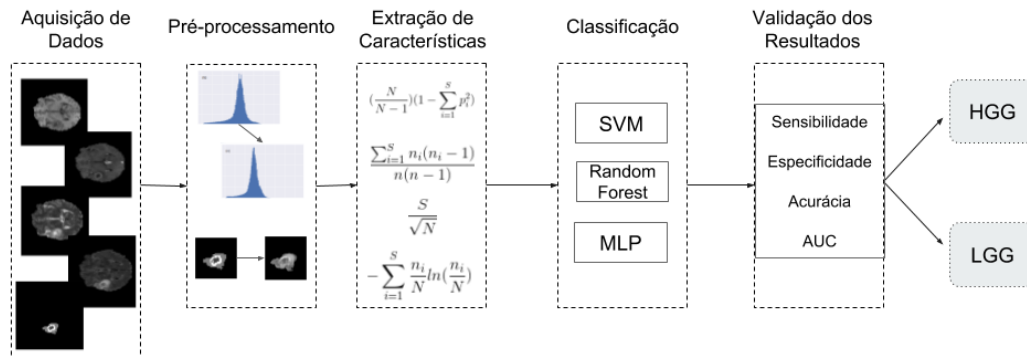 Aquisição de
Dados
Pré-processamento
Extração de
Características
Classificação
Validação dos
Resultados
(\frac{N}{N-1})(1-\sum_{i=1}^{S} p_i^2)
\frac{\sum_{i=1}^{S} n_i(n_i-1)}{n(n-1)}
\frac{S}{\sqrt{N}}
-\sum_{i=1}^{S} \frac{n_i}{N} ln(\frac{n_i}{N})
SVM
Random
Forest
MLP
Sensibilidade
Especificidade
Acurácia
AUC
HGG
LGG